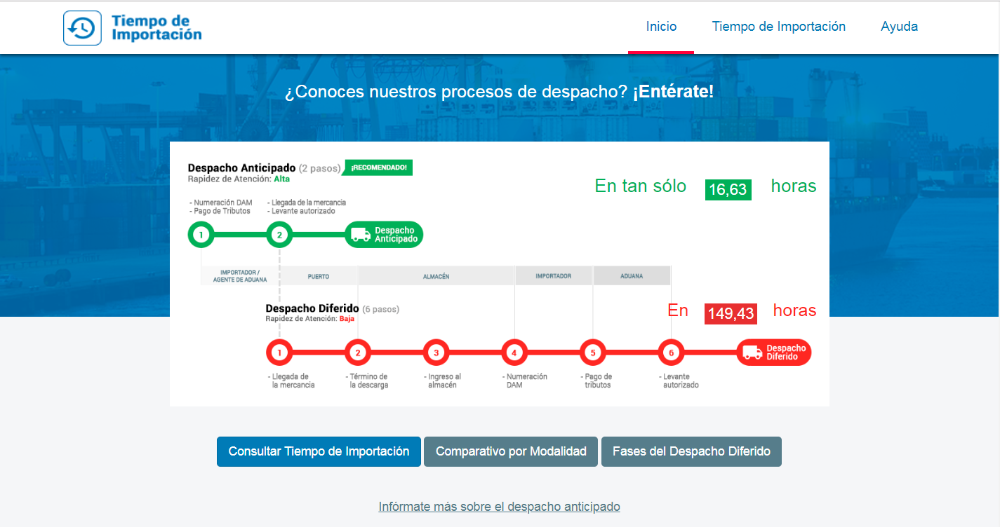 Tiempo de
Importación
Inicio
Tiempo de Importación
Ayuda
¿Conoces nuestros procesos de despacho? ¡Entérate!
Despacho Anticipado (2 pasos) ¡RECOMENDADO!
Rapidez de Atención: Alta
En tan sólo 16,63 horas
- Numeración DAM
- Pago de Tributos
- Llegada de la mercancia
- Levante autorizado
1
2
Despacho
Anticipado
IMPORTADOR /
AGENTE DE ADUANA
PUERTO
ALMACÉN
IMPORTADOR
ADUANA
Despacho Diferido (6 pasos)
Rapidez de Atención: Baja
En 149,43 horas
1
2
3
4
5
6
Despacho
Diferido
- Llegada de
la mercancia
- Término de
la descarga
- Ingreso al
almacén
- Numeración
DAM
- Pago de
tributos
- Levante
autorizado
Consultar Tiempo de Importación
Comparativo por Modalidad
Fases del Despacho Diferido
Infórmate más sobre el despacho anticipado